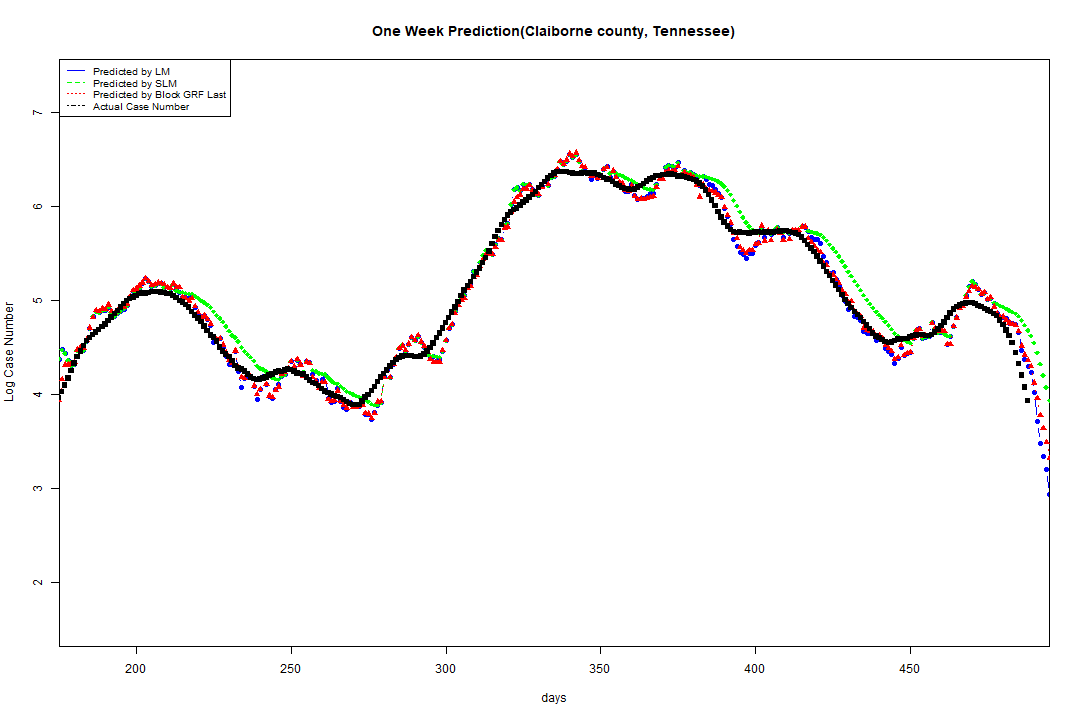 One Week Prediction(Claiborne county, Tennessee)
Predicted by LM
Predicted by SLM
Predicted by Block GRF Last
Actual Case Number
7
6
5
4
3
2
Log Case Number
200 250 300 350 400 450
days